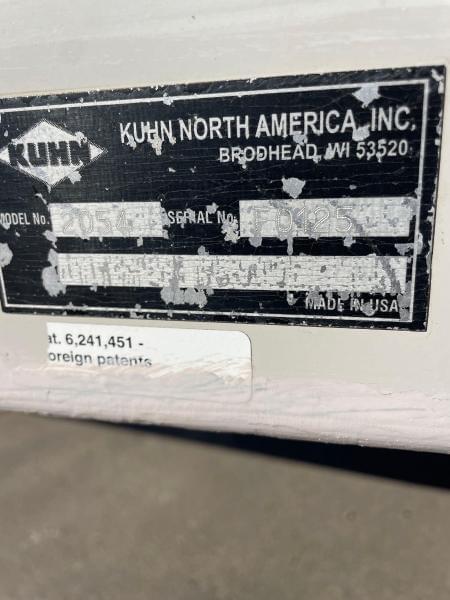 KUHN
KUHN NORTH AMERICA, INC.
BRODHEAD, WI 53520
MODEL No. 2054 SERIAL No. F0125
MADE IN USA
at. 6,241,451 -
oreign patents